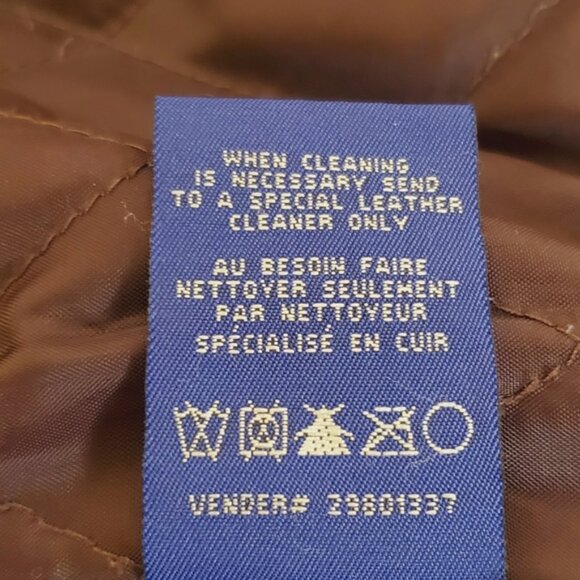 WHEN CLEANING
IS NECESSARY SEND
TO A SPECIAL LEATHER
CLEANER ONLY
AU BESOIN FAIRE
NETTOYER SEULEMENT
PAR NETTOYEUR
SPÉCIALISÉ EN CUIR
VENDER# 29801337